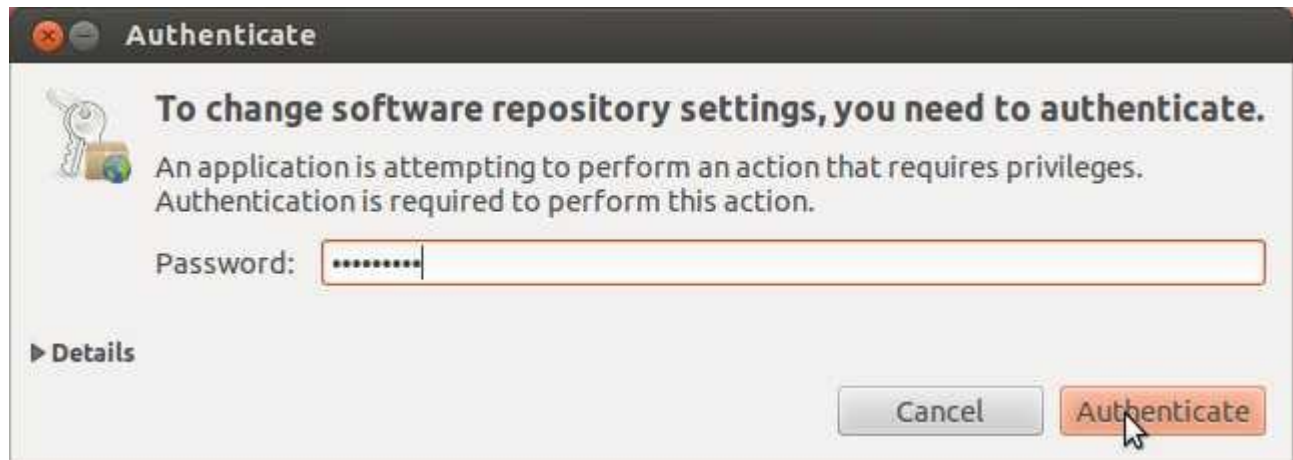 Authenticate
To change software repository settings, you need to authenticate.
An application is attempting to perform an action that requires privileges.
Authentication is required to perform this action.
Password: •••••••••
Details
Cancel Authenticate